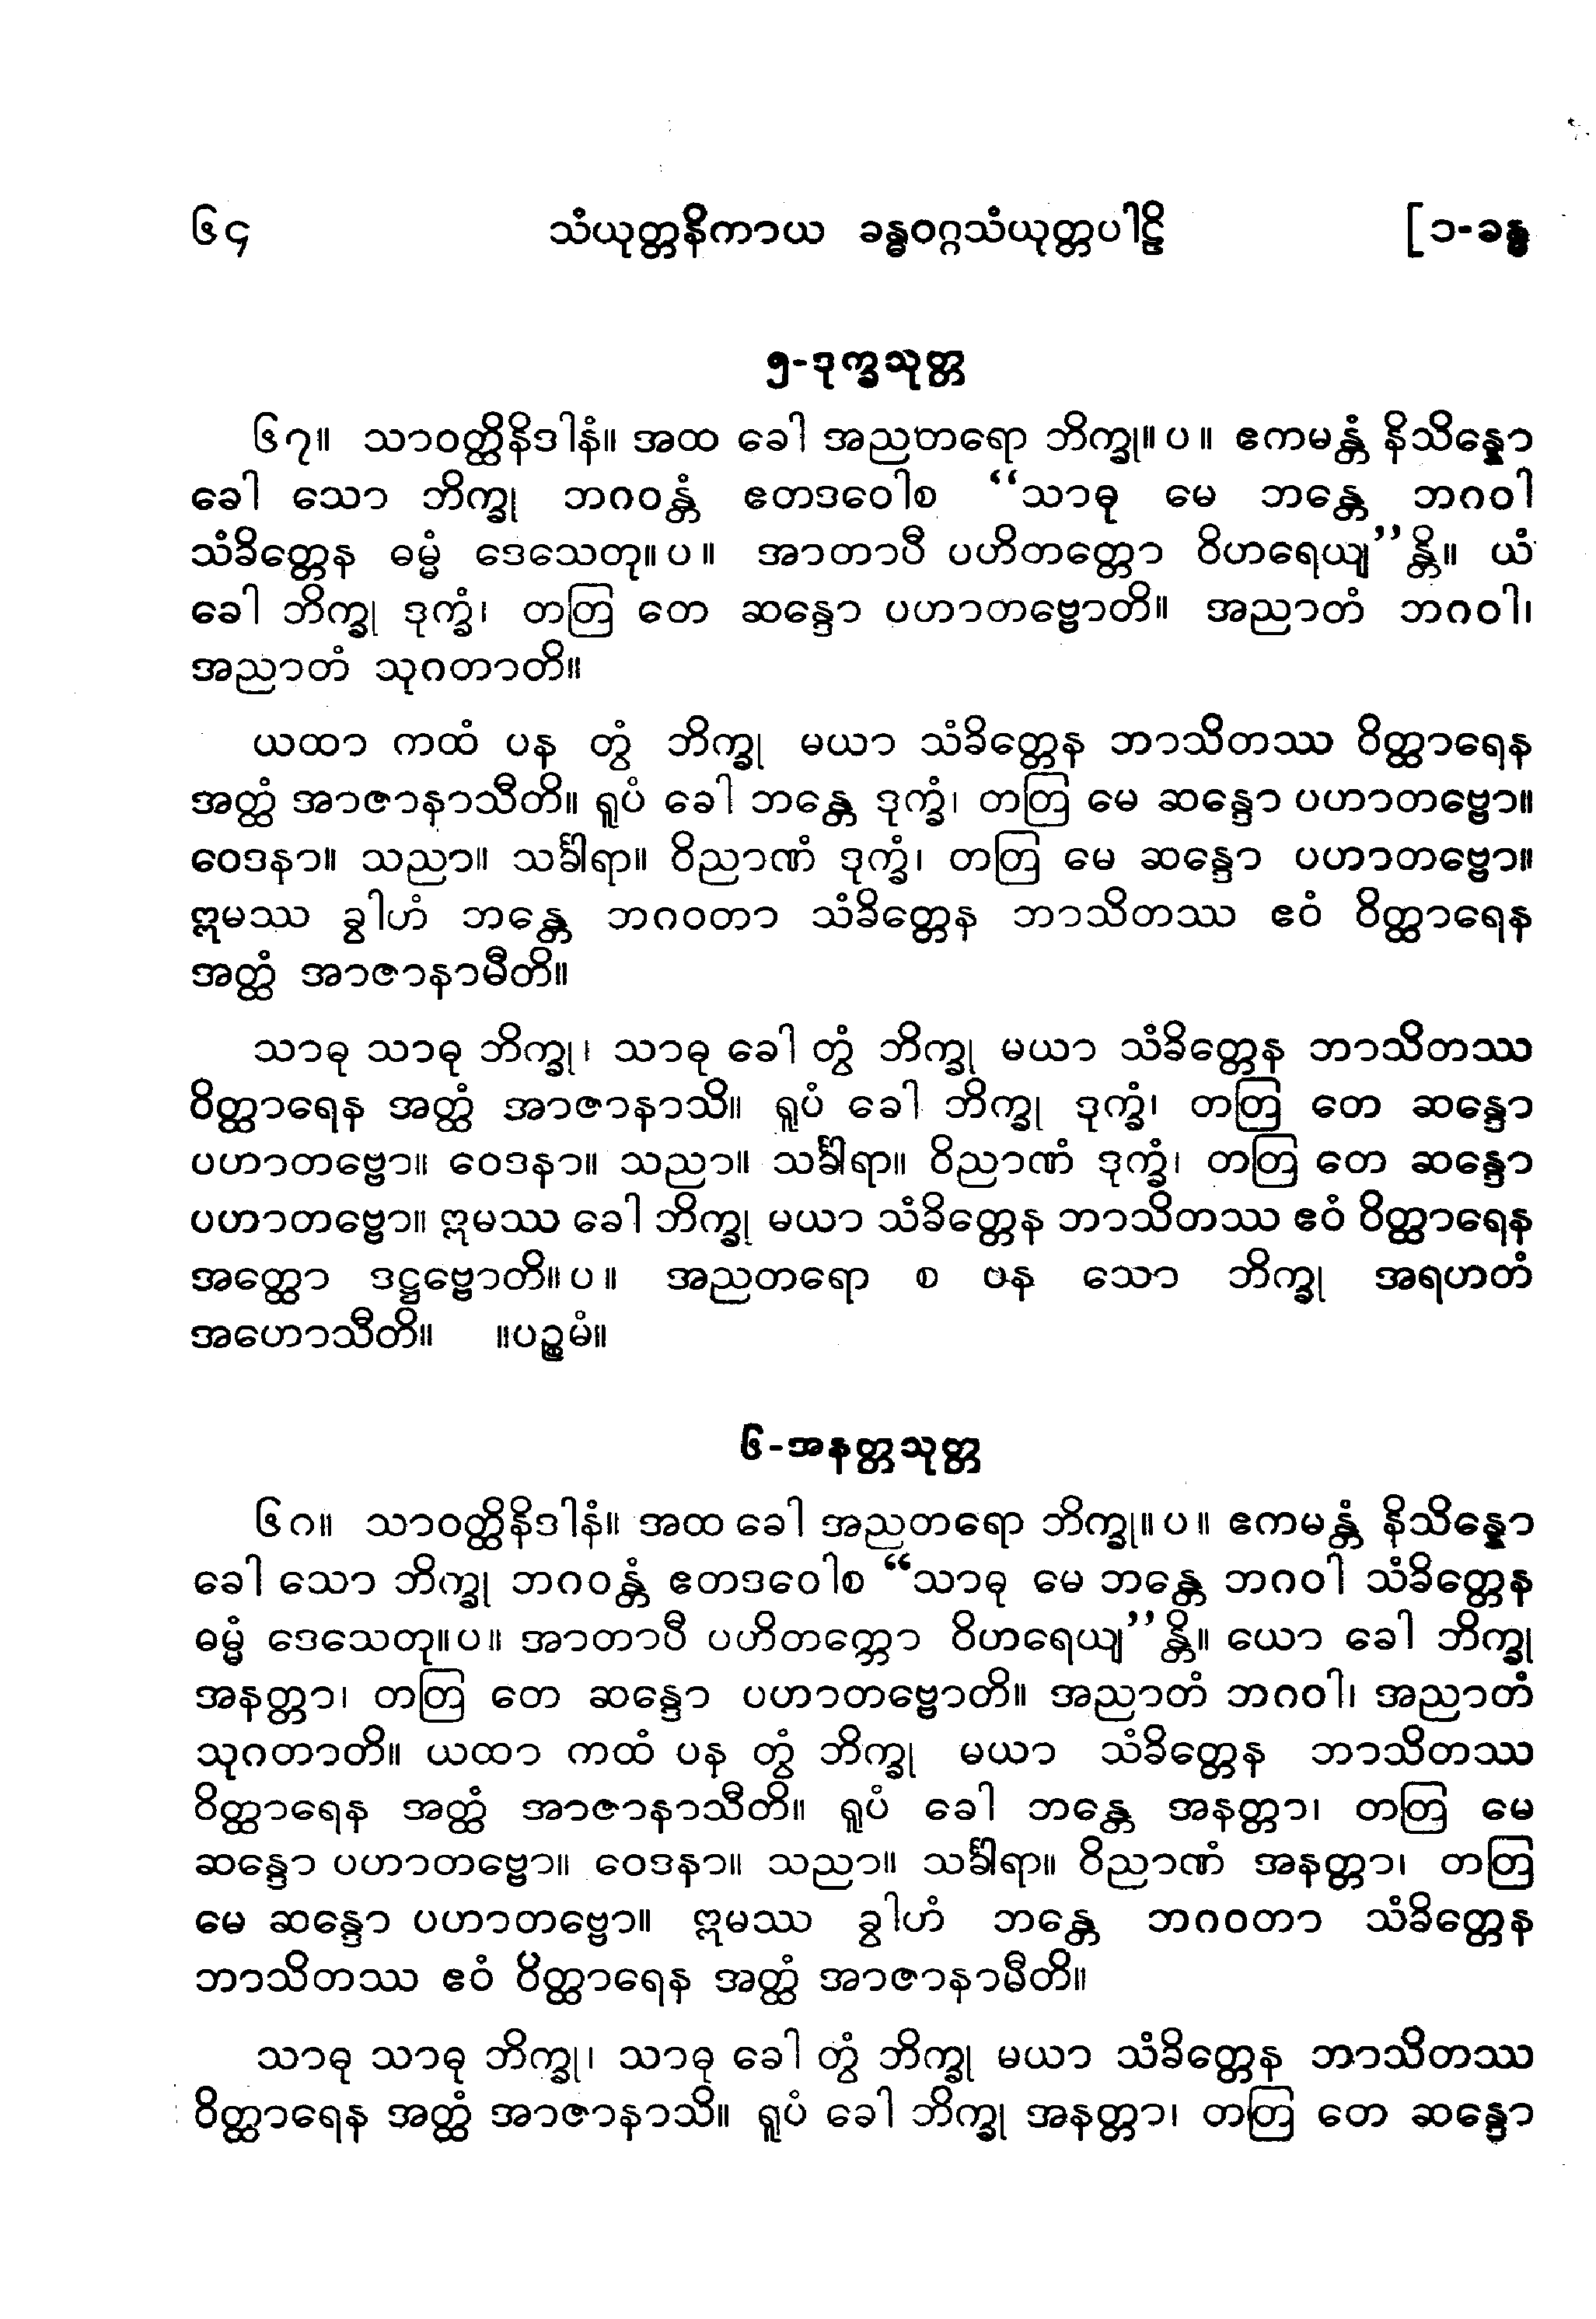 ၆၄ သံယုတ္တနိကာယ ခန္ဓဝဂ္ဂသံယုတ္တပါဠိ [၁-ခန္ဓ
၅-ဒုက္ခသုတ္တ
၆၇။ သာဝတ္ထိနိဒါနံ။ အထ ခေါ အညတရော ဘိက္ခု။ပ။ ဧကမန္တံ နိသိန္နော
ခေါ သော ဘိက္ခု ဘဂဝန္တံ ဧတဒဝေါစ “သာဓု မေ ဘန္တေ ဘဂဝါ
သံခိတ္တေန ဓမ္မံ ဒေသေတု။ပ။ အာတာပီ ပဟိတတ္တော ဝိဟရေယျ”န္တိ။ ယံ
ခေါ ဘိက္ခု ဒုက္ခံ၊ တတြ တေ ဆန္ဒော ပဟာတဗ္ဗောတိ။ အညာတံ ဘဂဝါ၊
အညာတံ သုဂတာတိ။
ယထာ ကထံ ပန တွံ ဘိက္ခု မယာ သံခိတ္တေန ဘာသိတဿ ဝိတ္ထာရေန
အတ္ထံ အာဇာနာသီတိ။ ရူပံ ခေါ ဘန္တေ ဒုက္ခံ၊ တတြ မေ ဆန္ဒော ပဟာတဗ္ဗော။
ဝေဒနာ။ သညာ။ သင်္ခါရာ။ ဝိညာဏံ ဒုက္ခံ၊ တတြ မေ ဆန္ဒော ပဟာတဗ္ဗော။
ဣမဿ ခွါဟံ ဘန္တေ ဘဂဝတာ သံခိတ္တေန ဘာသိတဿ ဧဝံ ဝိတ္ထာရေန
အတ္ထံ အာဇာနာမီတိ။
သာဓု သာဓု ဘိက္ခု၊ သာဓု ခေါ တွံ ဘိက္ခု မယာ သံခိတ္တေန ဘာသိတဿ
ဝိတ္ထာရေန အတ္ထံ အာဇာနာသိ။ ရူပံ ခေါ ဘိက္ခု ဒုက္ခံ၊ တတြ တေ ဆန္ဒော
ပဟာတဗ္ဗော။ ဝေဒနာ။ သညာ။ သင်္ခါရာ။ ဝိညာဏံ ဒုက္ခံ၊ တတြ တေ ဆန္ဒော
ပဟာတဗ္ဗော။ ဣမဿ ခေါ ဘိက္ခု မယာ သံခိတ္တေန ဘာသိတဿ ဧဝံ ဝိတ္ထာရေန
အတ္ထော ဒဋ္ဌဗ္ဗောတိ။ပ။ အညတရော စ ပန သော ဘိက္ခု အရဟတံ
အဟောသီတိ။ ။ပဉ္စမံ။
၆-အနတ္တသုတ္တ
၆၈။ သာဝတ္ထိနိဒါနံ။ အထ ခေါ အညတရော ဘိက္ခု။ပ။ ဧကမန္တံ နိသိန္နော
ခေါ သော ဘိက္ခု ဘဂဝန္တံ ဧတဒဝေါစ “သာဓု မေ ဘန္တေ ဘဂဝါ သံခိတ္တေန
ဓမ္မံ ဒေသေတု။ပ။ အာတာပီ ပဟိတတ္တော ဝိဟရေယျ”န္တိ။ ယော ခေါ ဘိက္ခု
အနတ္တာ၊ တတြ တေ ဆန္ဒော ပဟာတဗ္ဗောတိ။ အညာတံ ဘဂဝါ၊ အညာတံ
သုဂတာတိ။ ယထာ ကထံ ပန တွံ ဘိက္ခု မယာ သံခိတ္တေန ဘာသိတဿ
ဝိတ္ထာရေန အတ္ထံ အာဇာနာသီတိ။ ရူပံ ခေါ ဘန္တေ အနတ္တာ၊ တတြ မေ
ဆန္ဒော ပဟာတဗ္ဗော။ ဝေဒနာ။ သညာ။ သင်္ခါရာ။ ဝိညာဏံ အနတ္တာ၊ တတြ
မေ ဆန္ဒော ပဟာတဗ္ဗော။ ဣမဿ ခွါဟံ ဘန္တေ ဘဂဝတာ သံခိတ္တေန
ဘာသိတဿ ဧဝံ ဝိတ္ထာရေန အတ္ထံ အာဇာနာမီတိ။
သာဓု သာဓု ဘိက္ခု၊ သာဓု ခေါ တွံ ဘိက္ခု မယာ သံခိတ္တေန ဘာသိတဿ
ဝိတ္ထာရေန အတ္ထံ အာဇာနာသိ။ ရူပံ ခေါ ဘိက္ခု အနတ္တာ၊ တတြ တေ ဆန္ဒော